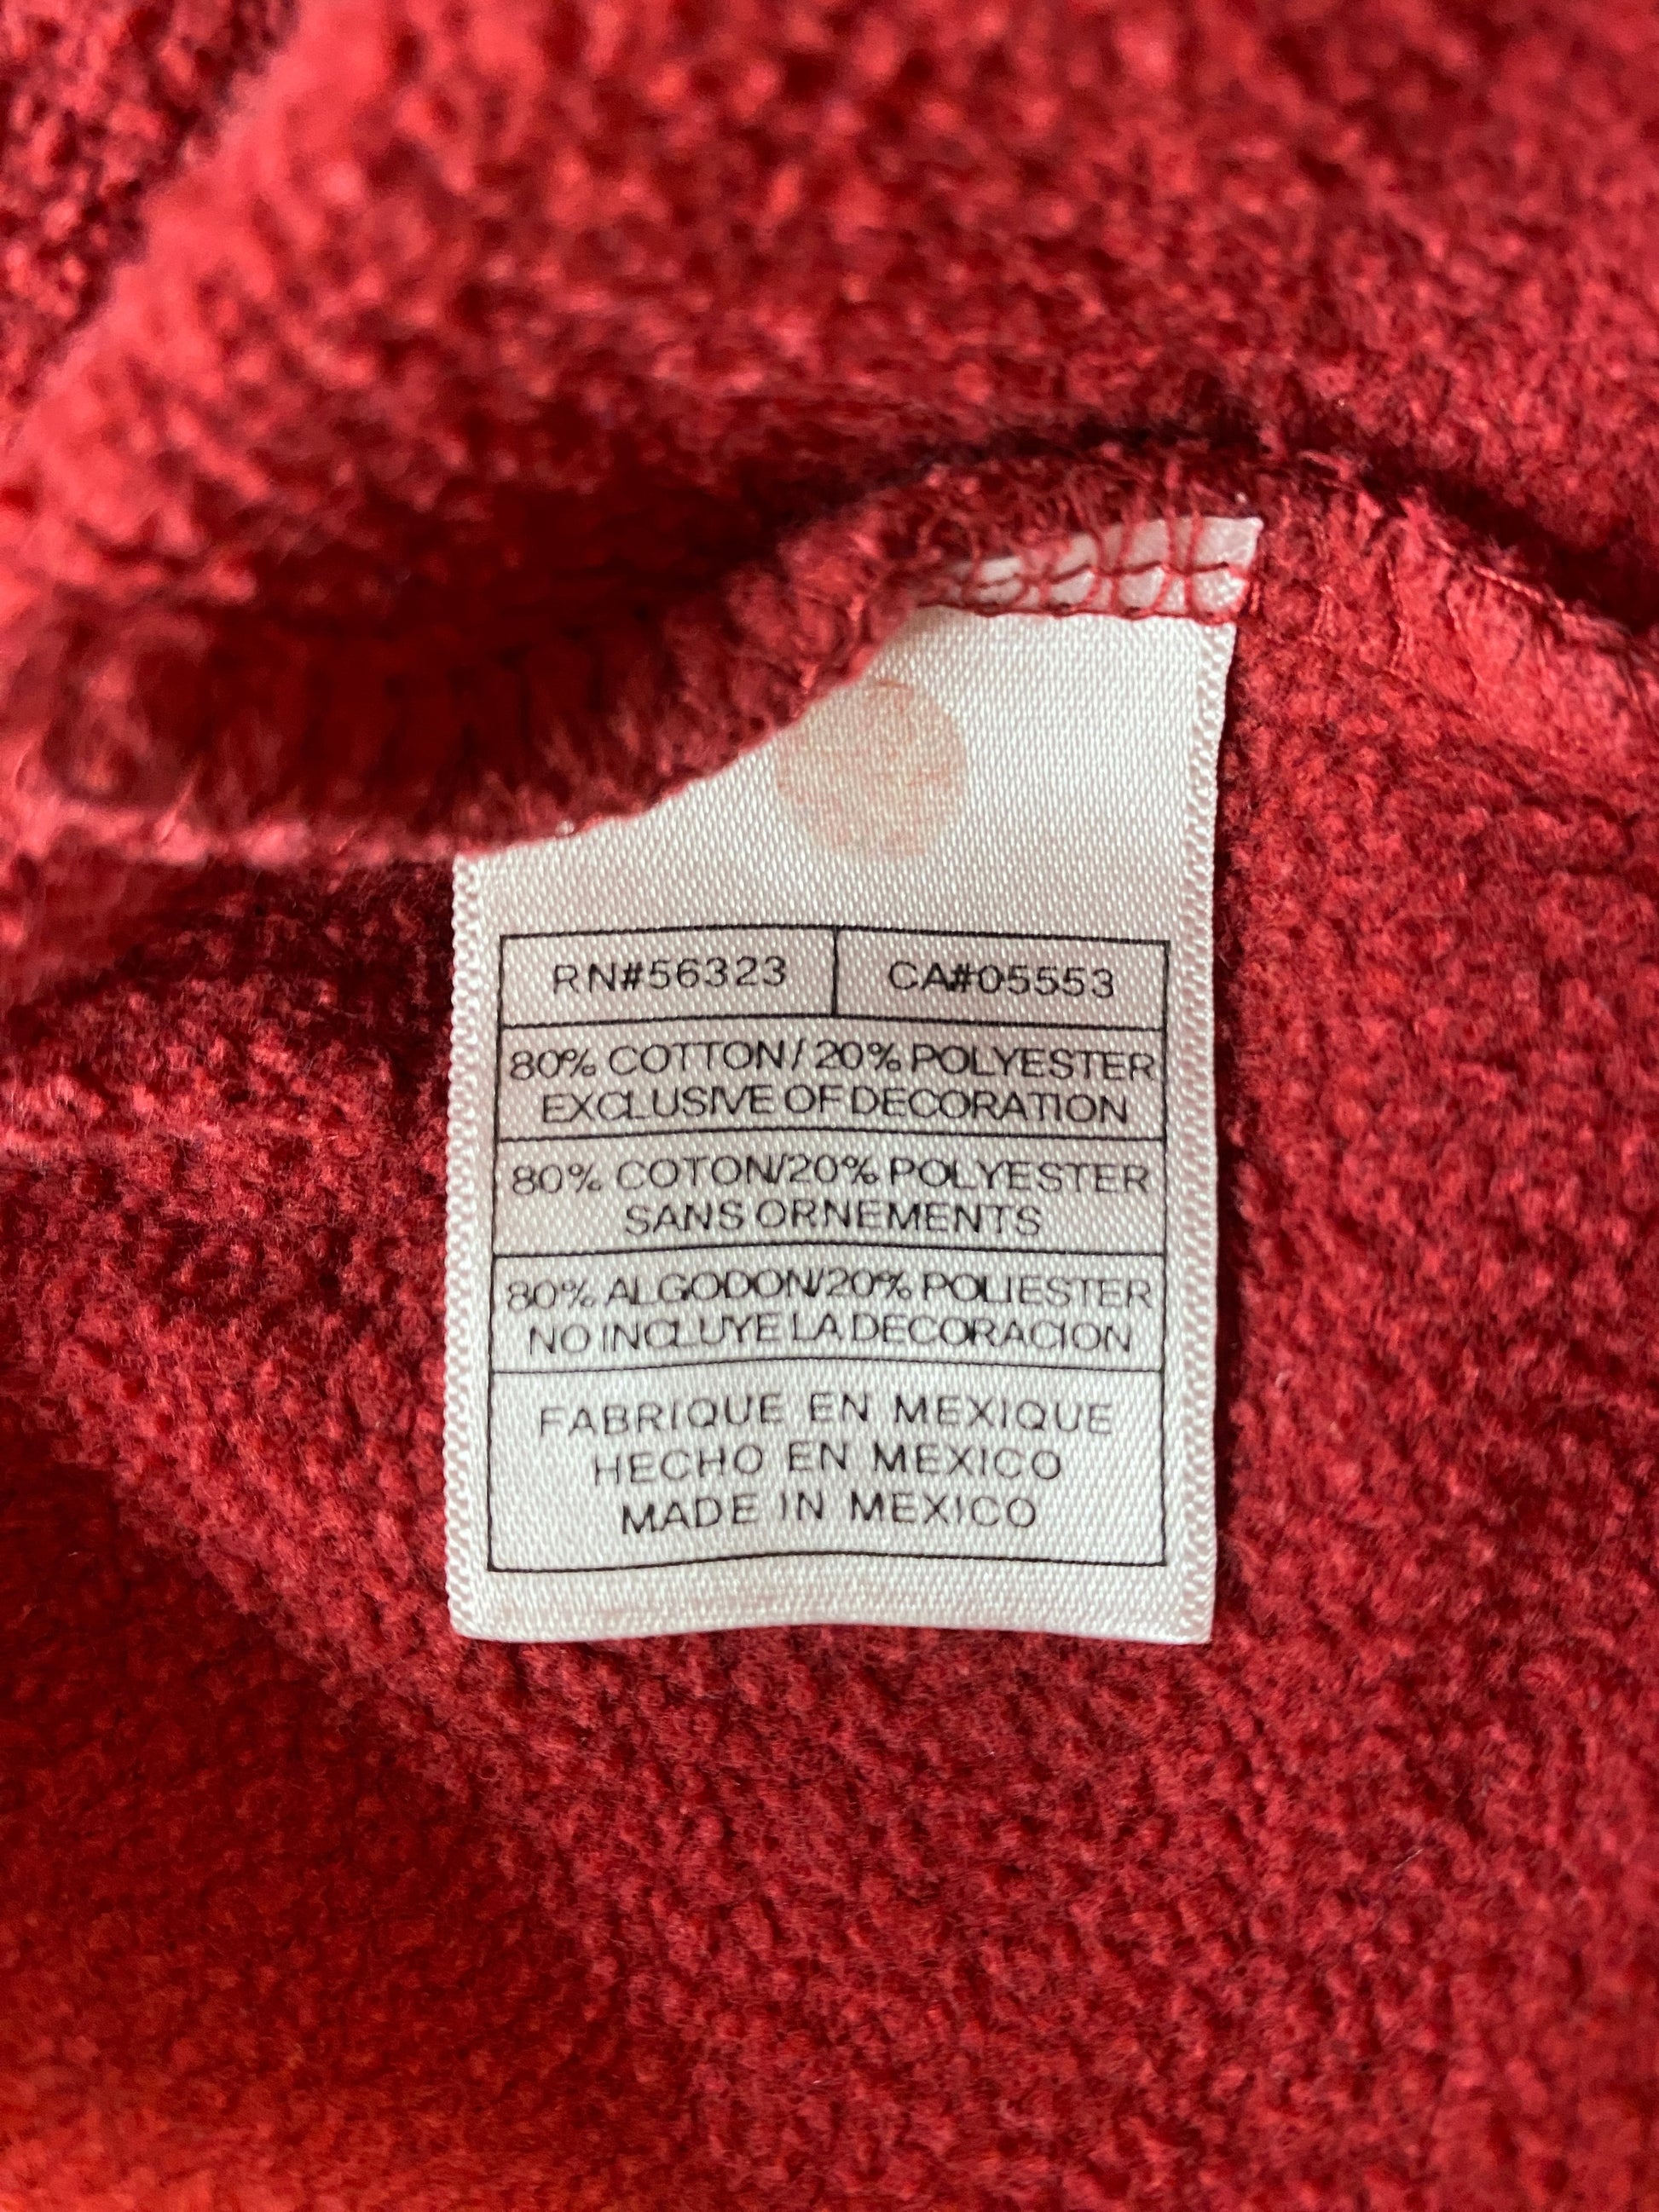 RN#56323 CA#05553
80% COTTON/20% POLYESTER
EXCLUSIVE OF DECORATION
80% COTON/20% POLYESTER
SANS ORNEMENTS
80% ALGODON/20% POLIESTER
NO INCLUYE LA DECORACION
FABRIQUE EN MEXIQUE
HECHO EN MEXICO
MADE IN MEXICO